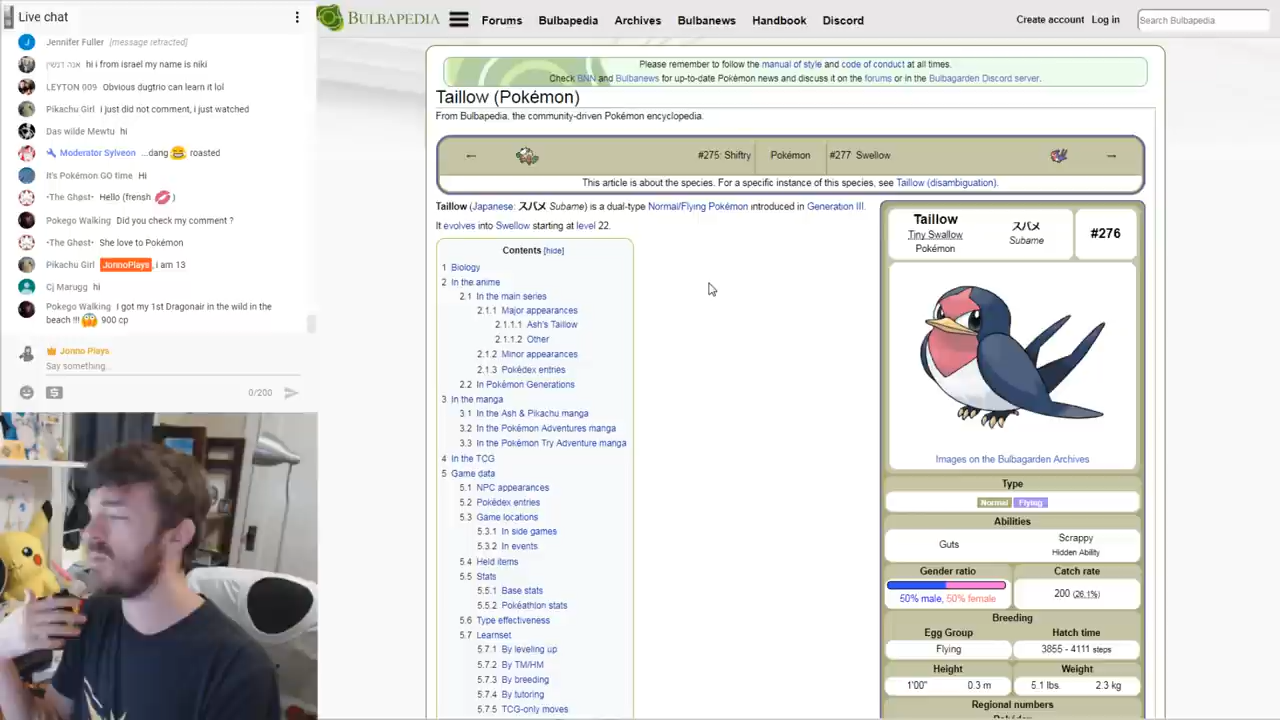 Live chat
Jennifer Fuller [message retracted]
אנה דנשין hi i from israel my name is niki
LEYTON 009 Obvious dugtrio can learn it lol
Pikachu Girl i just did not comment, i just watched
Das wilde Mewtu hi
Moderator Sylveon ...dang 😂 roasted
It's Pokémon GO time Hi
•The Ghøst• Hello (frensh 💋 )
Pokego Walking Did you check my comment ?
•The Ghøst• She love to Pokémon
Pikachu Girl JonnoPlays, i am 13
Cj Marugg hi
Pokego Walking I got my 1st Dragonair in the wild in the
beach !!! 😱 900 cp
Jonno Plays
Say something...
0/200
BULBAPEDIA
Forums Bulbapedia Archives Bulbanews Handbook Discord
Create account Log in Search Bulbapedia
Please remember to follow the manual of style and code of conduct at all times.
Check BNN and Bulbanews for up-to-date Pokémon news and discuss it on the forums or in the Bulbagarden Discord server.
Taillow (Pokémon)
From Bulbapedia, the community-driven Pokémon encyclopedia.
← #275: Shiftry Pokémon #277: Swellow →
This article is about the species. For a specific instance of this species, see Taillow (disambiguation).
Taillow (Japanese: スバメ Subame) is a dual-type Normal/Flying Pokémon introduced in Generation III.
It evolves into Swellow starting at level 22.
Contents [hide]
1 Biology
2 In the anime
2.1 In the main series
2.1.1 Major appearances
2.1.1.1 Ash's Taillow
2.1.1.2 Other
2.1.2 Minor appearances
2.1.3 Pokédex entries
2.2 In Pokémon Generations
3 In the manga
3.1 In the Ash & Pikachu manga
3.2 In the Pokémon Adventures manga
3.3 In the Pokémon Try Adventure manga
4 In the TCG
5 Game data
5.1 NPC appearances
5.2 Pokédex entries
5.3 Game locations
5.3.1 In side games
5.3.2 In events
5.4 Held items
5.5 Stats
5.5.1 Base stats
5.5.2 Pokéathlon stats
5.6 Type effectiveness
5.7 Learnset
5.7.1 By leveling up
5.7.2 By TM/HM
5.7.3 By breeding
5.7.4 By tutoring
5.7.5 TCG-only moves
Taillow
Tiny Swallow
Pokémon
スバメ
Subame
#276
Images on the Bulbagarden Archives
Type
Normal Flying
Abilities
Guts
Scrappy
Hidden Ability
Gender ratio
50% male, 50% female
Catch rate
200 (26.1%)
Breeding
Egg Group
Flying
Hatch time
3855 - 4111 steps
Height
1'00" 0.3 m
Weight
5.1 lbs. 2.3 kg
Regional numbers